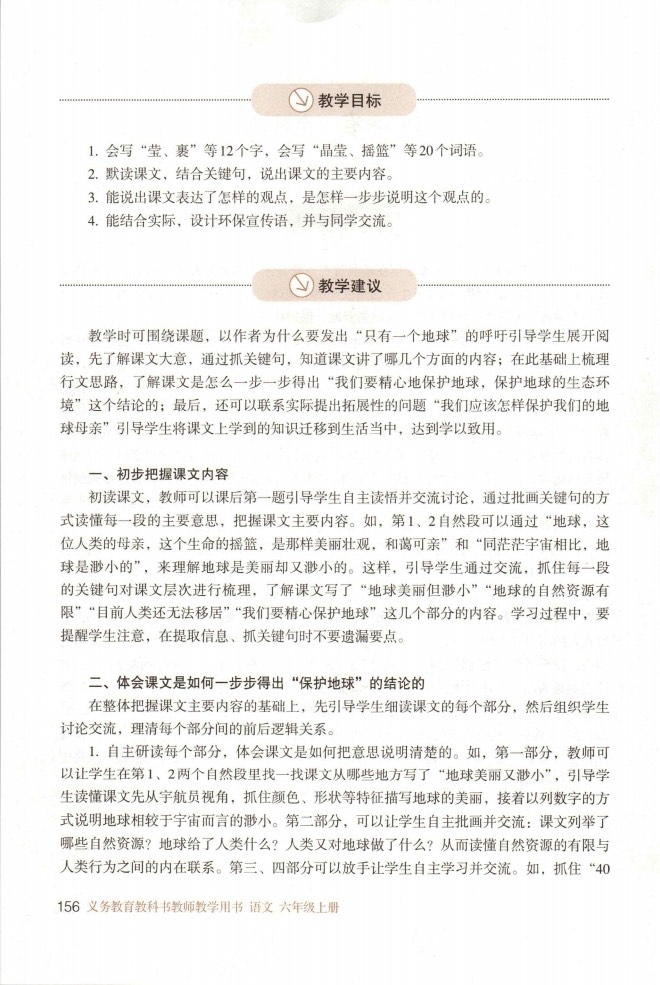 教学目标
1. 会写“莹、裹”等12个字，会写“晶莹、摇篮”等20个词语。
2. 默读课文，结合关键句，说出课文的主要内容。
3. 能说出课文表达了怎样的观点，是怎样一步步说明这个观点的。
4. 能结合实际，设计环保宣传语，并与同学交流。
教学建议
教学时可围绕课题，以作者为什么要发出“只有一个地球”的呼吁引导学生展开阅
读，先了解课文大意，通过抓关键句，知道课文讲了哪几个方面的内容；在此基础上梳理
行文思路，了解课文是怎么一步一步得出“我们要精心地保护地球，保护地球的生态环
境”这个结论的；最后，还可以联系实际提出拓展性的问题“我们应该怎样保护我们的地
球母亲”引导学生将课文上学到的知识迁移到生活当中，达到学以致用。
一、初步把握课文内容
初读课文，教师可以课后第一题引导学生自主读悟并交流讨论，通过批画关键句的方
式读懂每一段的主要意思，把握课文主要内容。如，第1、2自然段可以通过“地球，这
位人类的母亲，这个生命的摇篮，是那样美丽壮观，和蔼可亲”和“同茫茫宇宙相比，地
球是渺小的”，来理解地球是美丽却又渺小的。这样，引导学生通过交流，抓住每一段
的关键句对课文层次进行梳理，了解课文写了“地球美丽但渺小”“地球的自然资源有
限”“目前人类还无法移居”“我们要精心保护地球”这几个部分的内容。学习过程中，要
提醒学生注意，在提取信息、抓关键句时不要遗漏要点。
二、体会课文是如何一步步得出“保护地球”的结论的
在整体把握课文主要内容的基础上，先引导学生细读课文的每个部分，然后组织学生
讨论交流，理清每个部分间的前后逻辑关系。
1. 自主研读每个部分，体会课文是如何把意思说明清楚的。如，第一部分，教师可
以让学生在第1、2两个自然段里找一找课文从哪些地方写了“地球美丽又渺小”，引导学
生读懂课文先从宇航员视角，抓住颜色、形状等特征描写地球的美丽，接着以列数字的方
式说明地球相较于宇宙而言的渺小。第二部分，可以让学生自主批画并交流：课文列举了
哪些自然资源？地球给了人类什么？人类又对地球做了什么？从而读懂自然资源的有限与
人类行为之间的内在联系。第三、四部分可以放手让学生自主学习并交流。如，抓住“40
156 义务教育教科书教师教学用书 语文 六年级上册